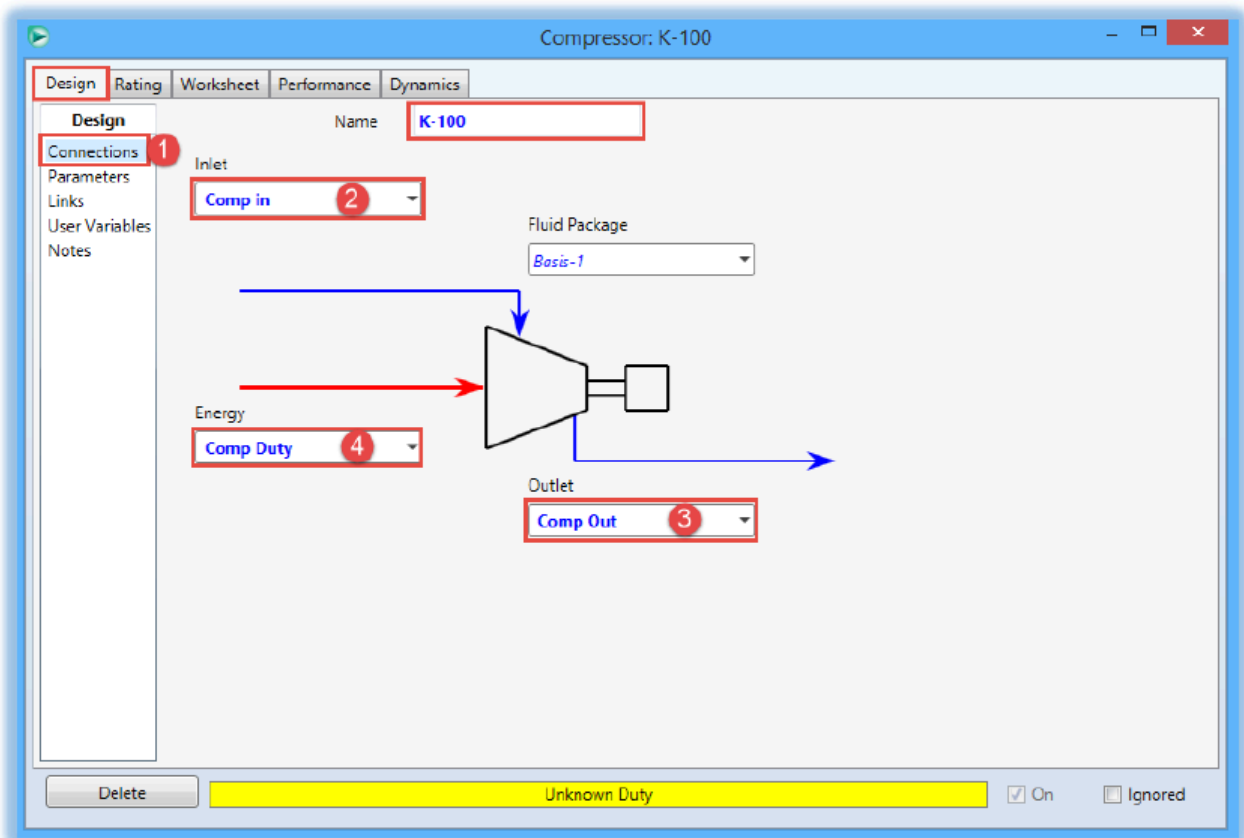 Compressor: K-100
Design Rating Worksheet Performance Dynamics
Design
Connections 1
Parameters
Links
User Variables
Notes
Name K-100
Inlet
Comp in 2
Fluid Package
Basis-1
Energy
Comp Duty 4
Outlet
Comp Out 3
Delete Unknown Duty On Ignored